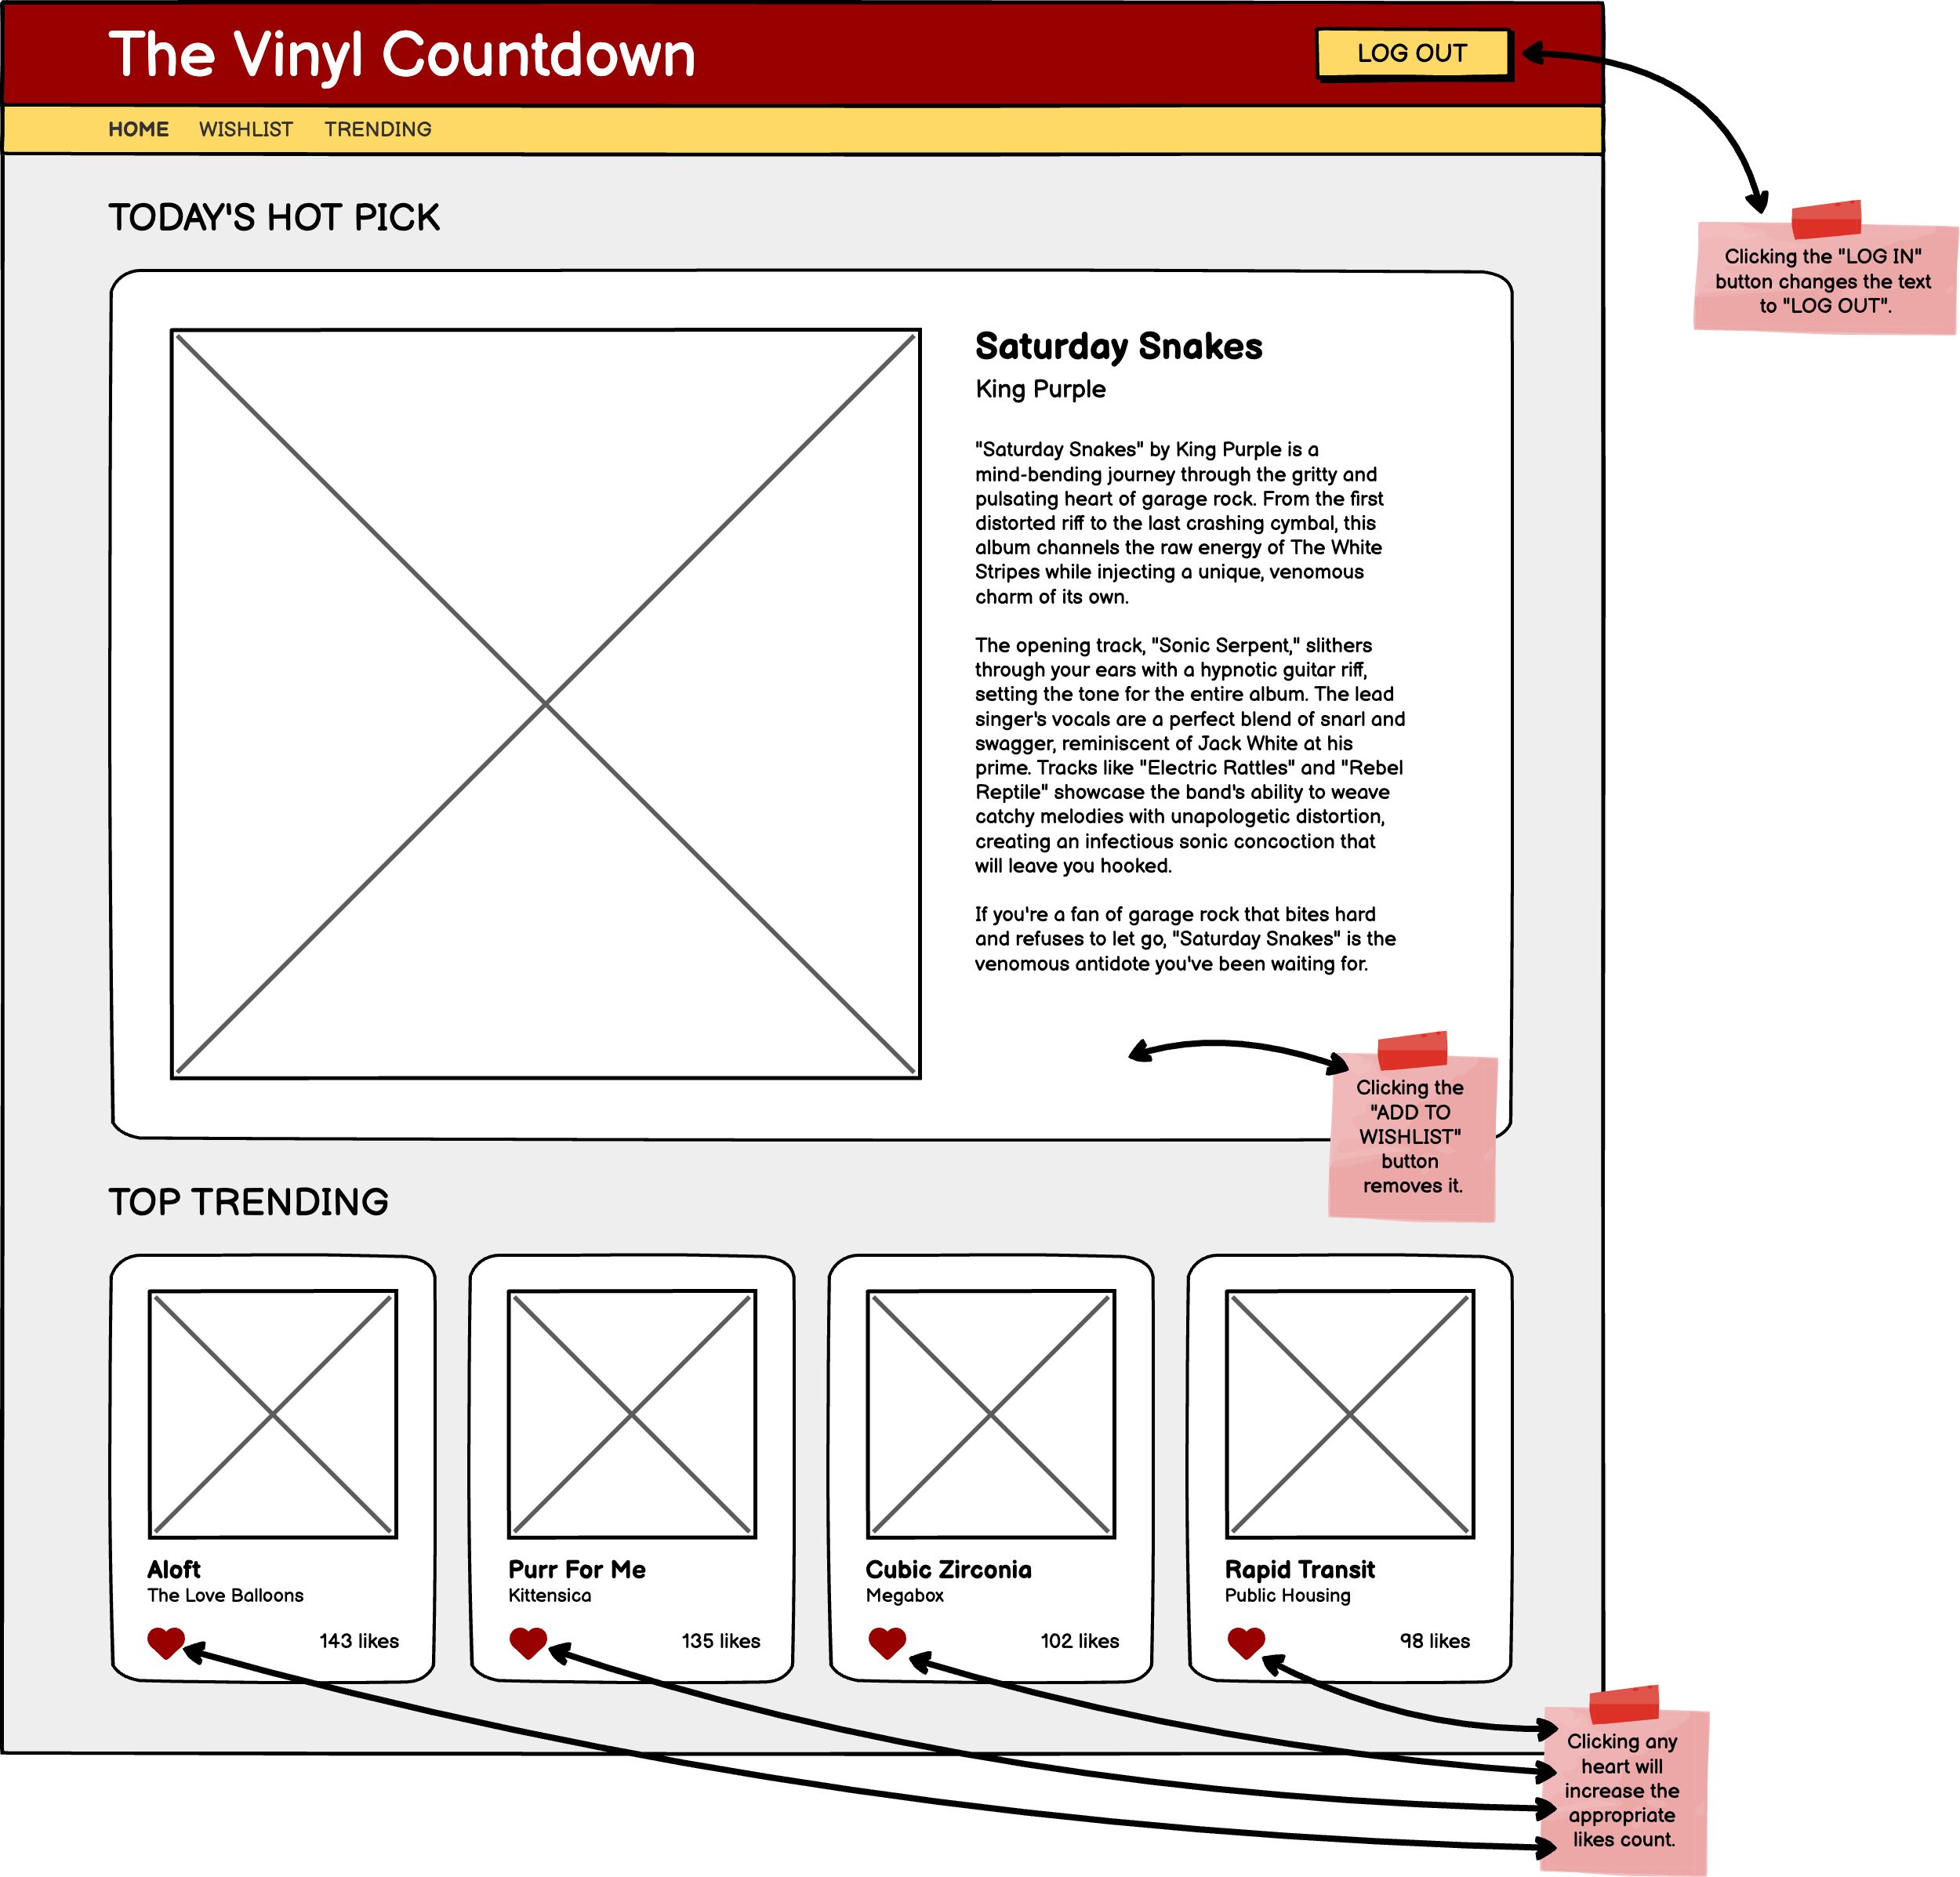 The Vinyl Countdown
LOG OUT
HOME WISHLIST TRENDING
Clicking the "LOG IN"
button changes the text
to "LOG OUT".
TODAY'S HOT PICK
Saturday Snakes
King Purple
"Saturday Snakes" by King Purple is a
mind-bending journey through the gritty and
pulsating heart of garage rock. From the first
distorted riff to the last crashing cymbal, this
album channels the raw energy of The White
Stripes while injecting a unique, venomous
charm of its own.
The opening track, "Sonic Serpent," slithers
through your ears with a hypnotic guitar riff,
setting the tone for the entire album. The lead
singer's vocals are a perfect blend of snarl and
swagger, reminiscent of Jack White at his
prime. Tracks like "Electric Rattles" and "Rebel
Reptile" showcase the band's ability to weave
catchy melodies with unapologetic distortion,
creating an infectious sonic concoction that
will leave you hooked.
If you're a fan of garage rock that bites hard
and refuses to let go, "Saturday Snakes" is the
venomous antidote you've been waiting for.
Clicking the
"ADD TO
WISHLIST"
button
removes it.
TOP TRENDING
Aloft
The Love Balloons
143 likes
Purr For Me
Kittensica
135 likes
Cubic Zirconia
Megabox
102 likes
Rapid Transit
Public Housing
98 likes
Clicking any
heart will
increase the
appropriate
likes count.